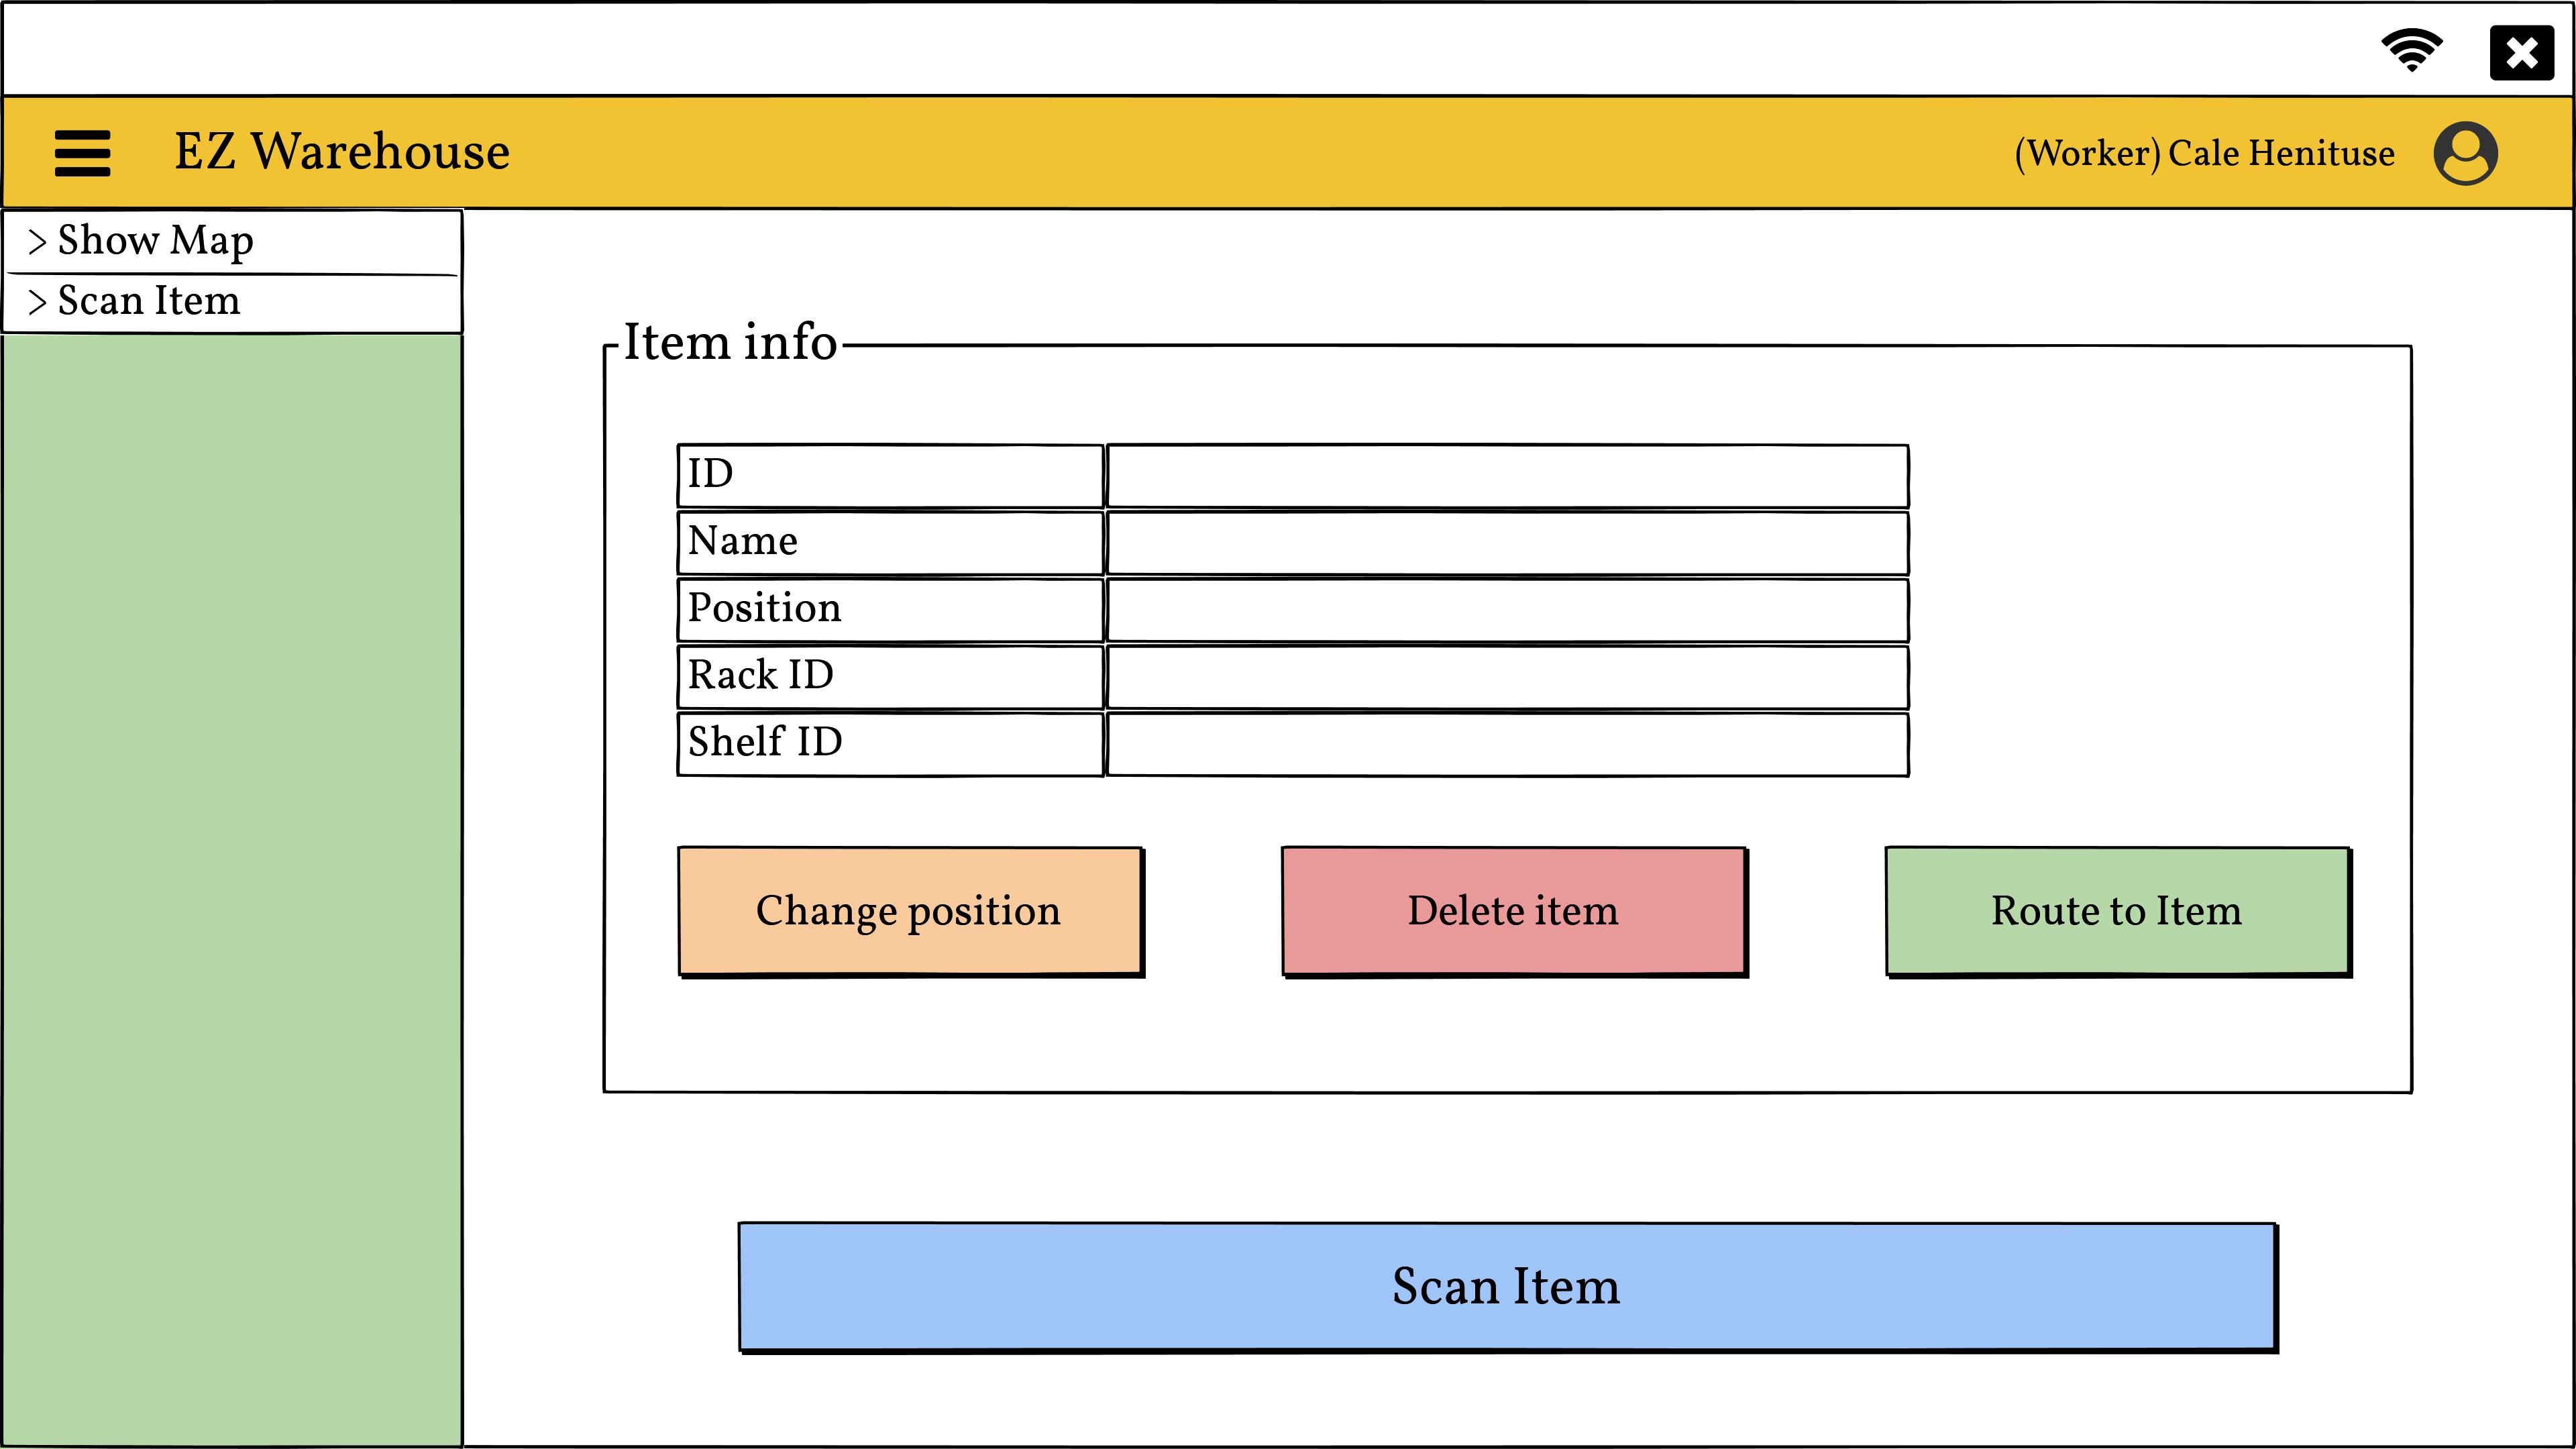 EZ Warehouse
(Worker) Cale Henituse
> Show Map
> Scan Item
Item info
ID
Name
Position
Rack ID
Shelf ID
Change position
Delete item
Route to Item
Scan Item